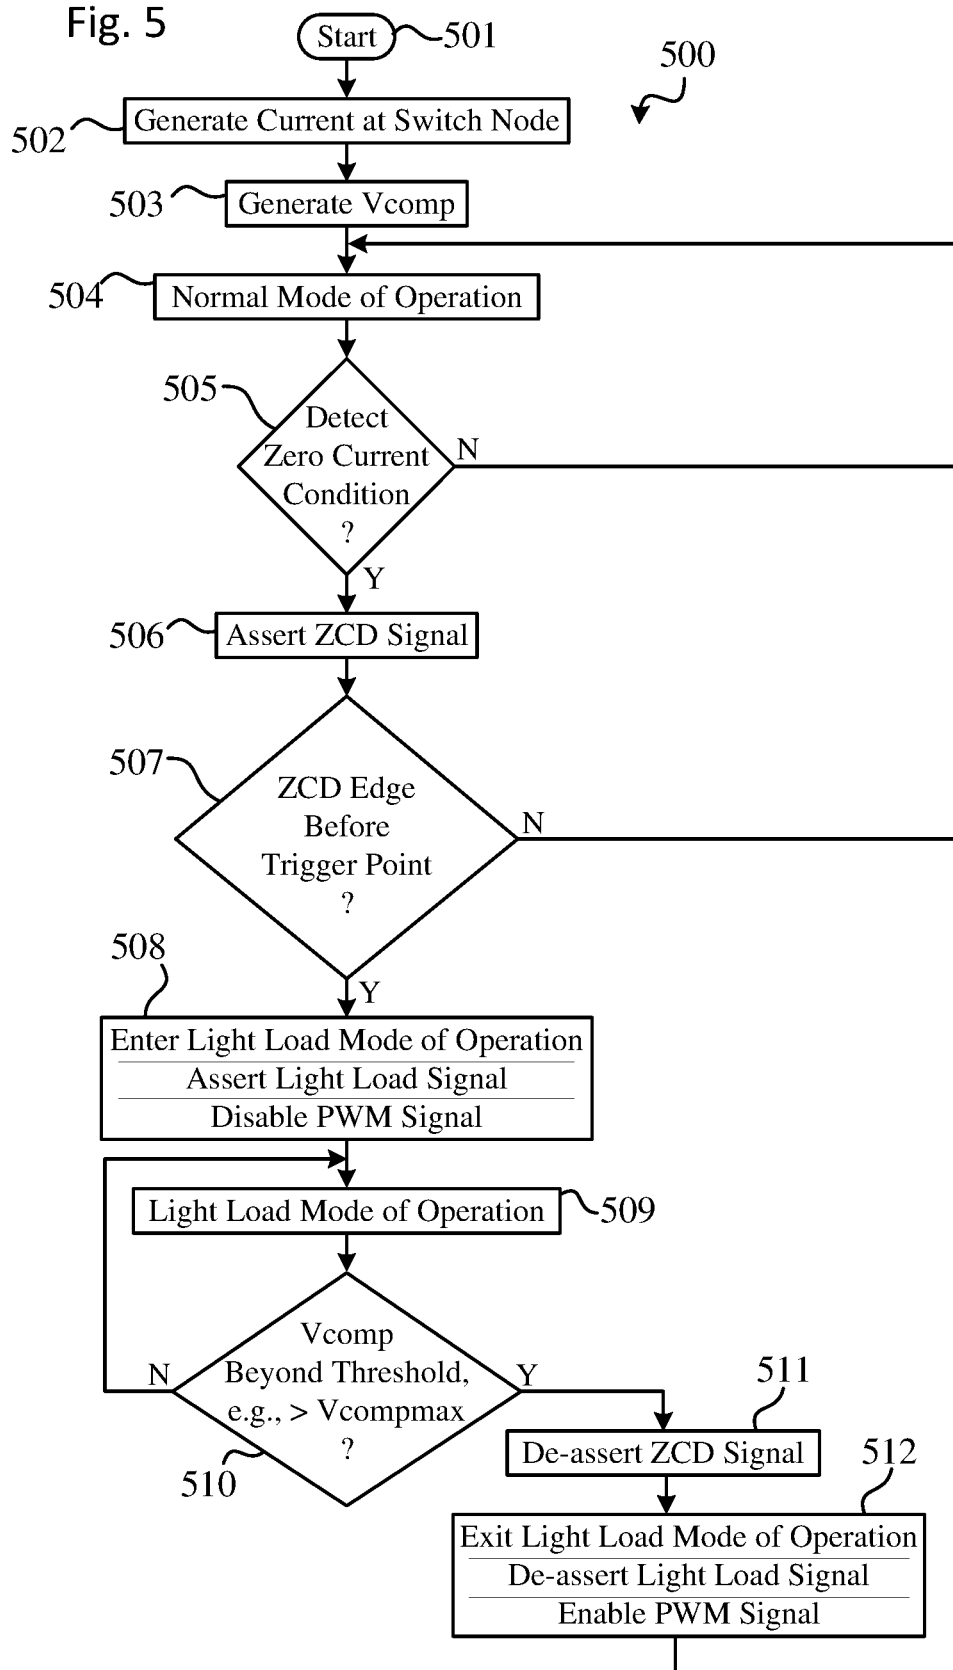 Fig. 5
Start
501
500
502
Generate Current at Switch Node
503
Generate Vcomp
504
Normal Mode of Operation
505
Detect
Zero Current
Condition
?
N
Y
506
Assert ZCD Signal
507
ZCD Edge
Before
Trigger Point
?
N
Y
508
Enter Light Load Mode of Operation
Assert Light Load Signal
Disable PWM Signal
Light Load Mode of Operation
509
Vcomp
Beyond Threshold,
e.g., > Vcompmax
?
N
Y
510
511
De-assert ZCD Signal
512
Exit Light Load Mode of Operation
De-assert Light Load Signal
Enable PWM Signal